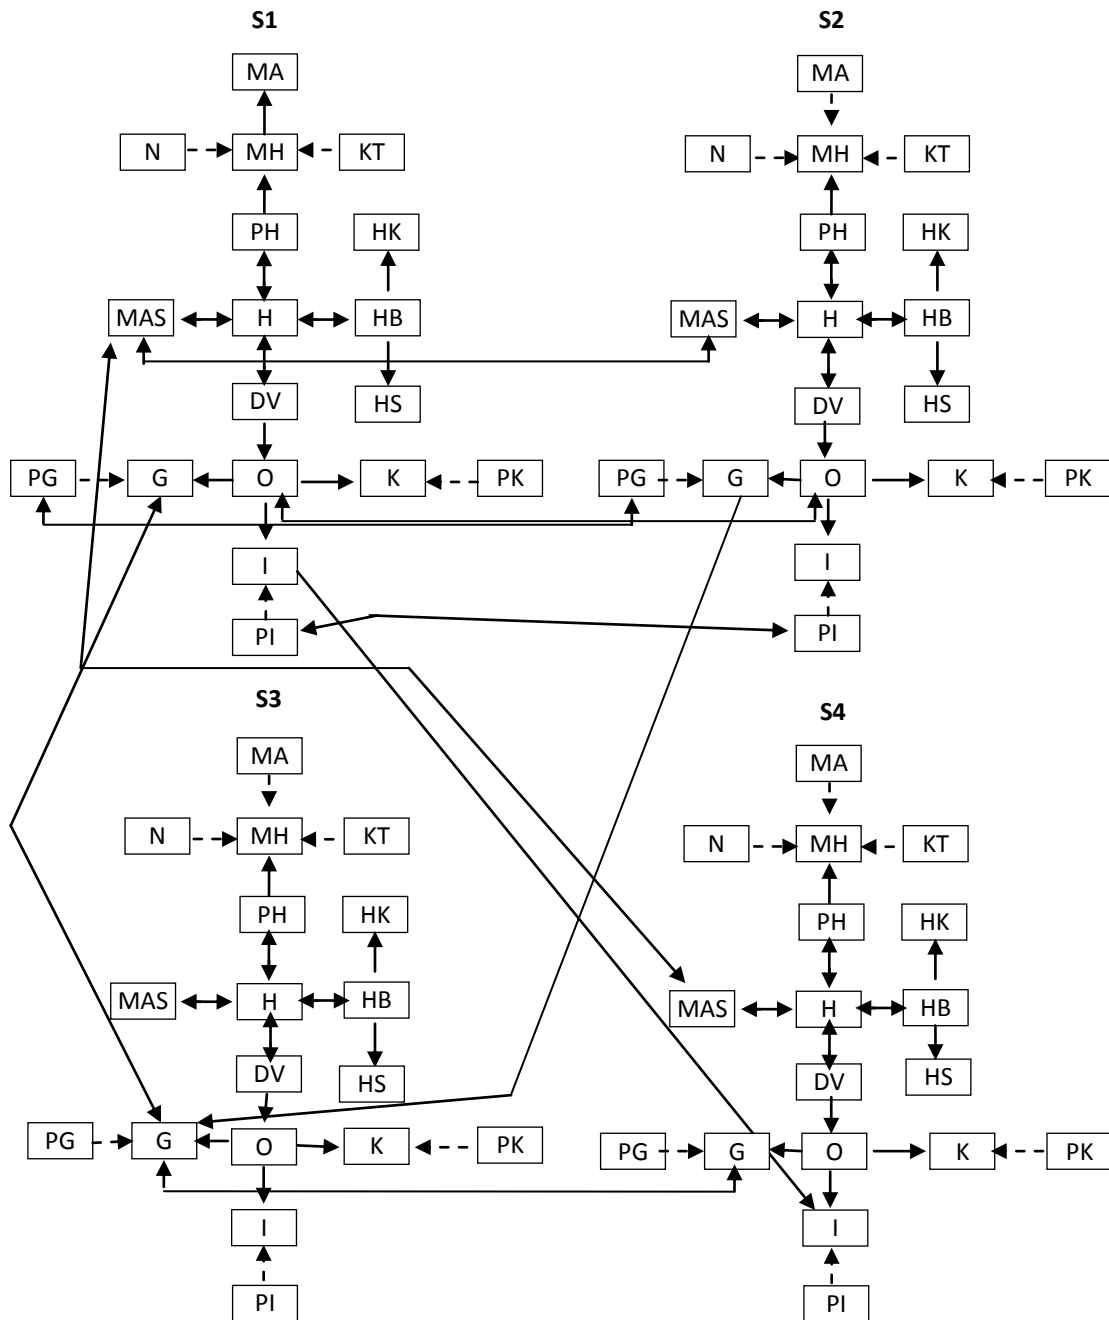 S1 S2
MA MA
N MH KT N MH KT
PH HK PH HK
MAS H HB MAS H HB
DV HS DV HS
PG G O K PK PG G O K PK
I I
PI PI
S3 S4
MA MA
N MH KT N MH KT
PH HK PH HK
MAS H HB MAS H HB
DV HS DV HS
PG G O K PK PG G O K PK
I I
PI PI